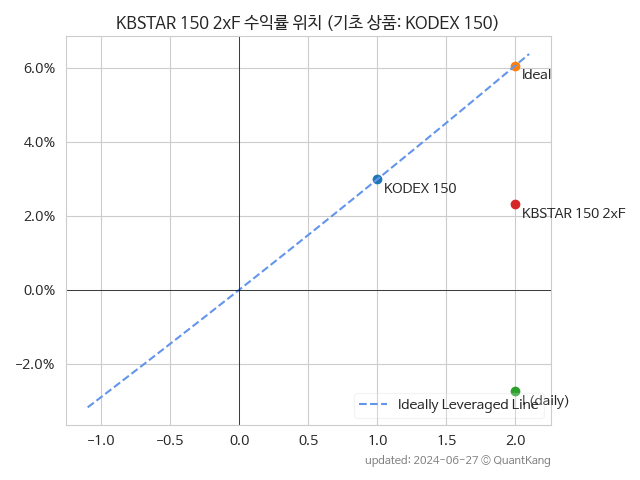 KBSTAR 150 2xF 수익률 위치 (기초 상품: KODEX 150)
6.0%
4.0%
2.0%
0.0%
−2.0%
Ideal
KODEX 150
KBSTAR 150 2xF
(daily)
Ideally Leveraged Line
−1.0 −0.5 0.0 0.5 1.0 1.5 2.0
updated: 2024-06-27 © QuantKang